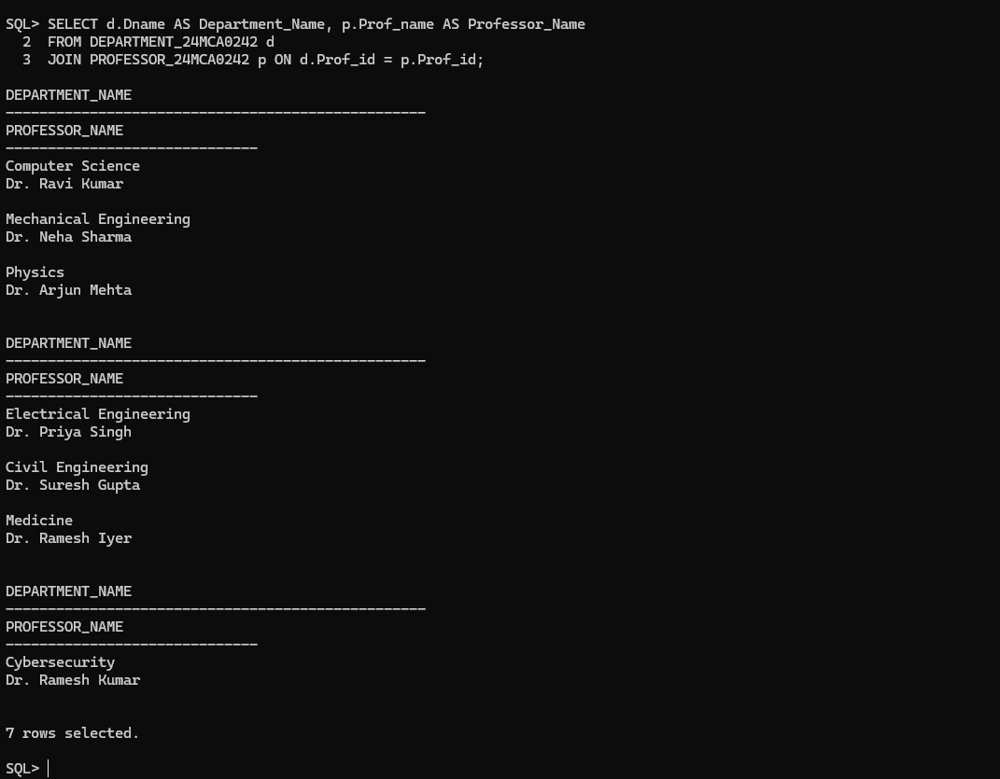 SQL> SELECT d.Dname AS Department_Name, p.Prof_name AS Professor_Name
  2  FROM DEPARTMENT_24MCA0242 d
  3  JOIN PROFESSOR_24MCA0242 p ON d.Prof_id = p.Prof_id;

DEPARTMENT_NAME
--------------------------------------------------
PROFESSOR_NAME
------------------------------
Computer Science
Dr. Ravi Kumar

Mechanical Engineering
Dr. Neha Sharma

Physics
Dr. Arjun Mehta


DEPARTMENT_NAME
--------------------------------------------------
PROFESSOR_NAME
------------------------------
Electrical Engineering
Dr. Priya Singh

Civil Engineering
Dr. Suresh Gupta

Medicine
Dr. Ramesh Iyer


DEPARTMENT_NAME
--------------------------------------------------
PROFESSOR_NAME
------------------------------
Cybersecurity
Dr. Ramesh Kumar


7 rows selected.

SQL>